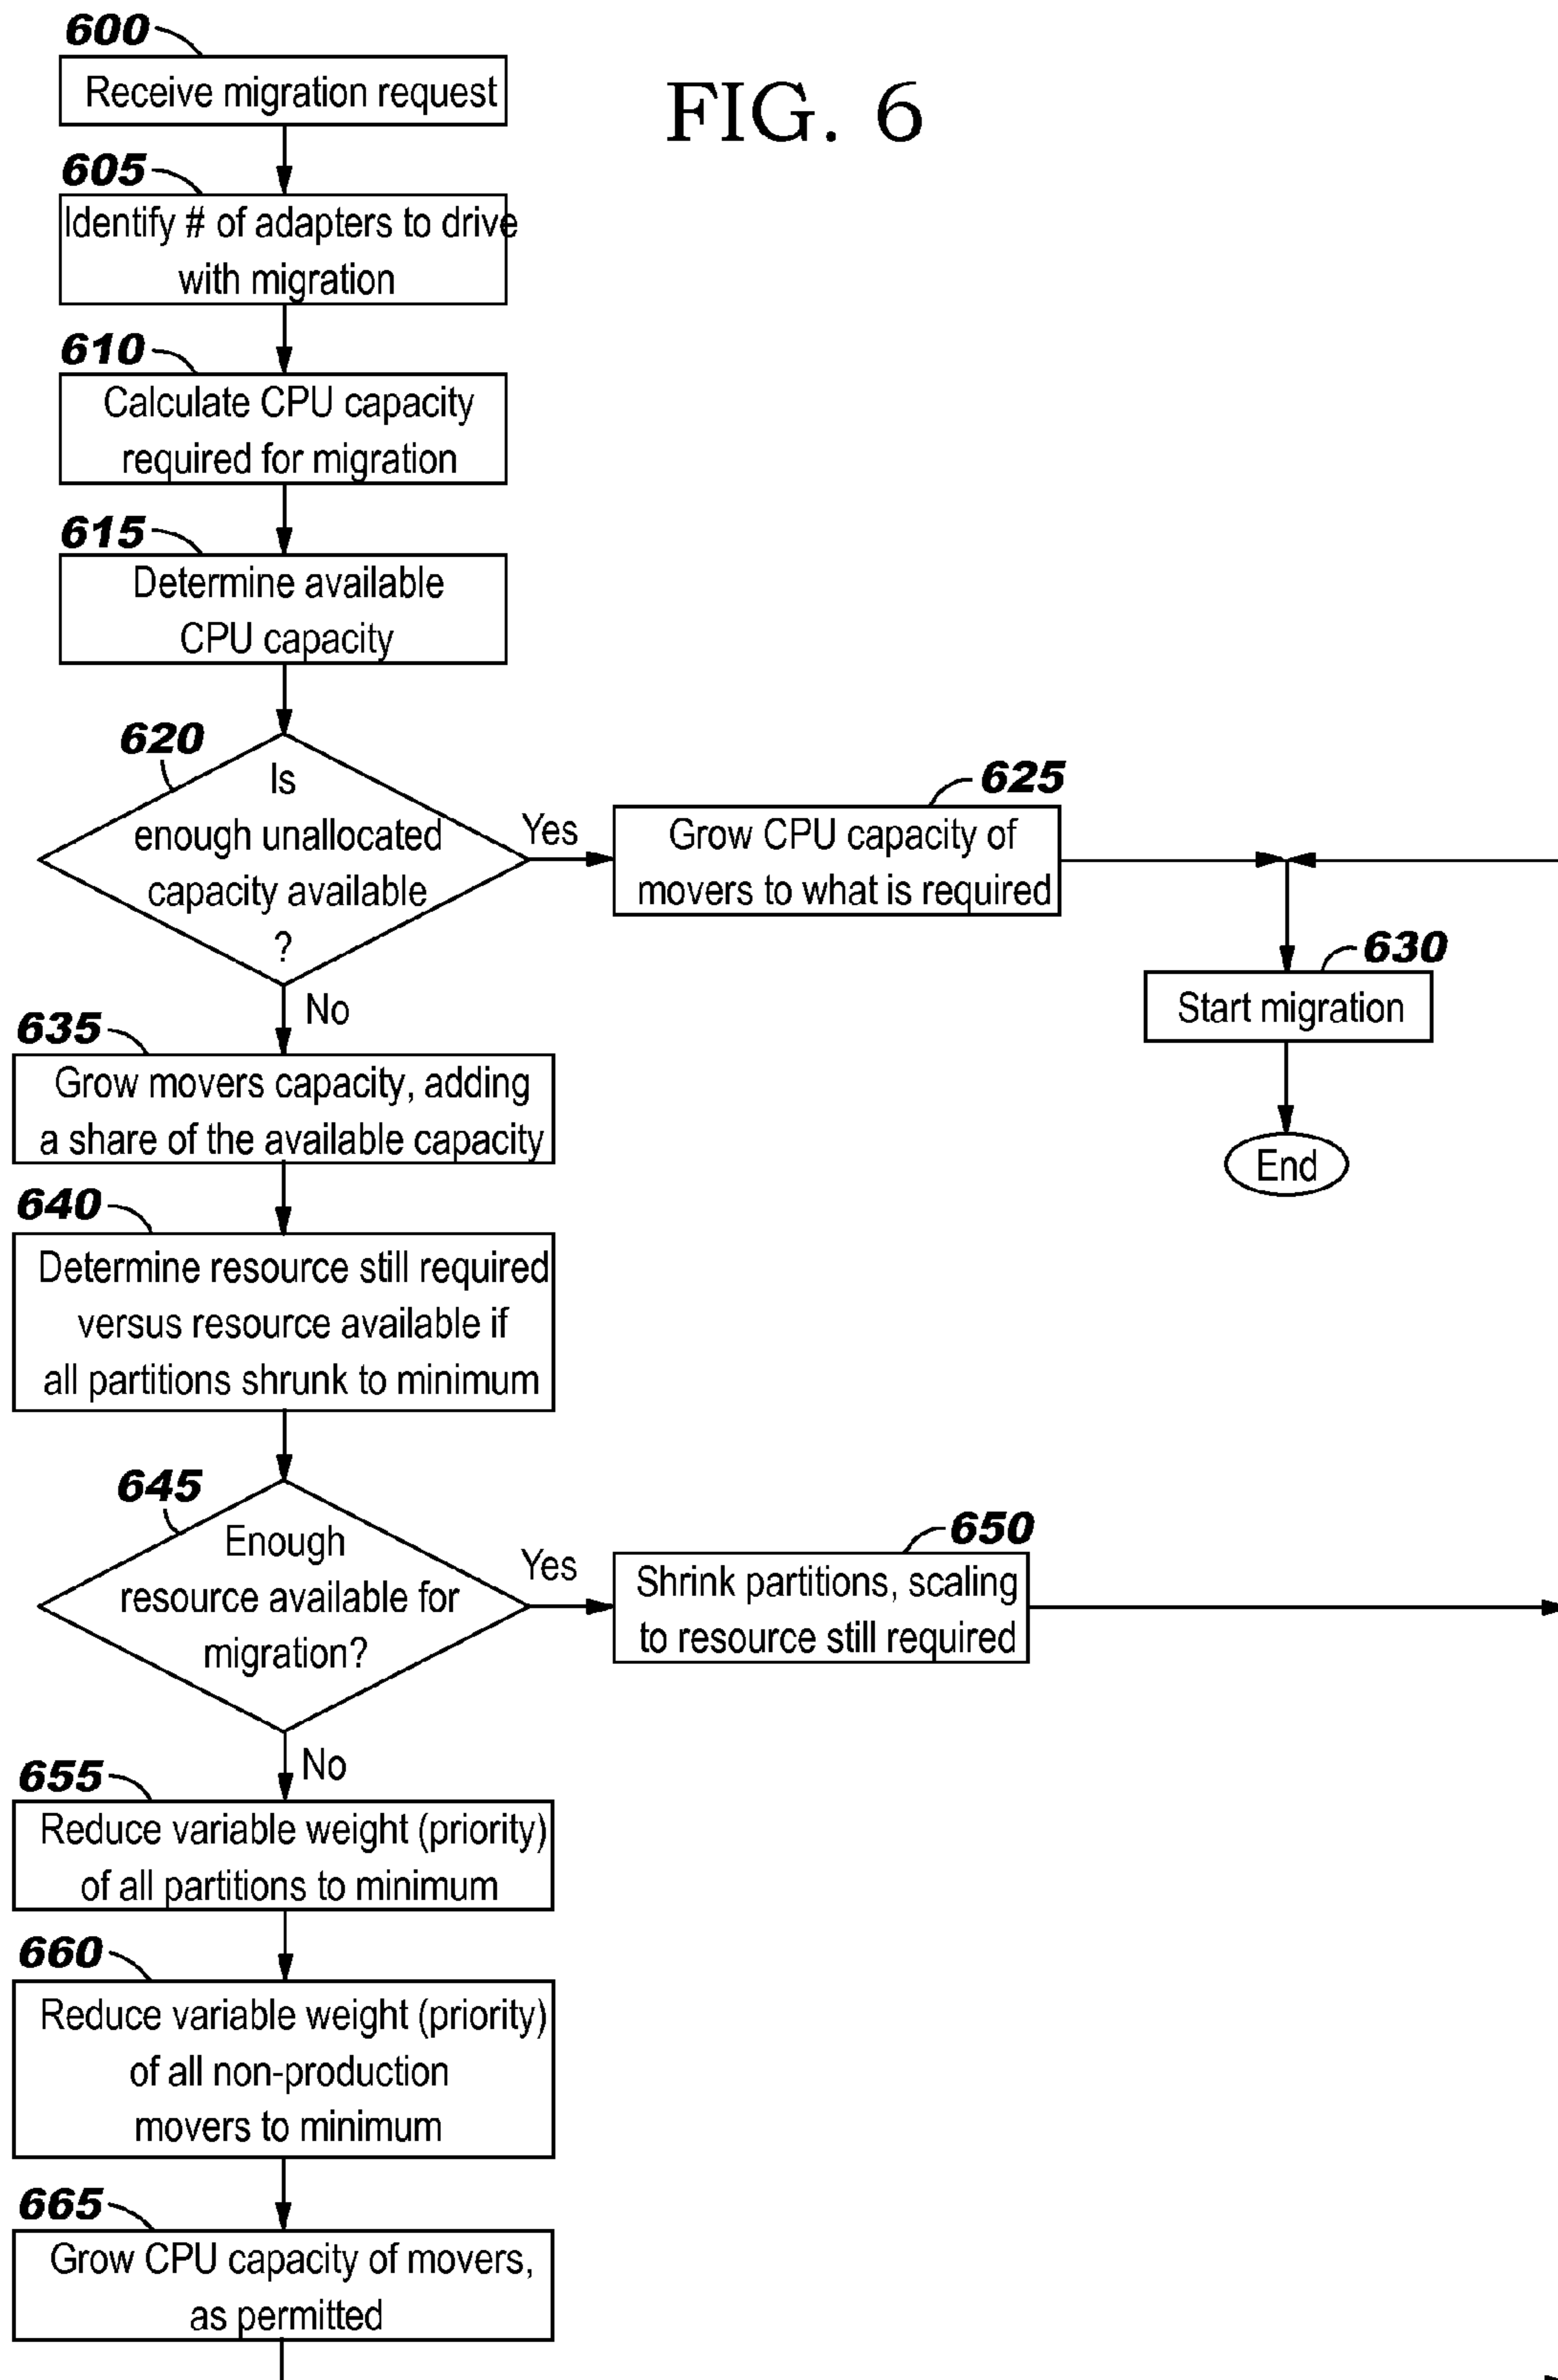 FIG. 6
600
Receive migration request
605
Identify # of adapters to drive
with migration
610
Calculate CPU capacity
required for migration
615
Determine available
CPU capacity
620
Is
enough unallocated
capacity available
?
Yes
625
Grow CPU capacity of
movers to what is required
630
Start migration
End
No
635
Grow movers capacity, adding
a share of the available capacity
640
Determine resource still required
versus resource available if
all partitions shrunk to minimum
645
Enough
resource available for
migration?
Yes
650
Shrink partitions, scaling
to resource still required
No
655
Reduce variable weight (priority)
of all partitions to minimum
660
Reduce variable weight (priority)
of all non-production
movers to minimum
665
Grow CPU capacity of movers,
as permitted